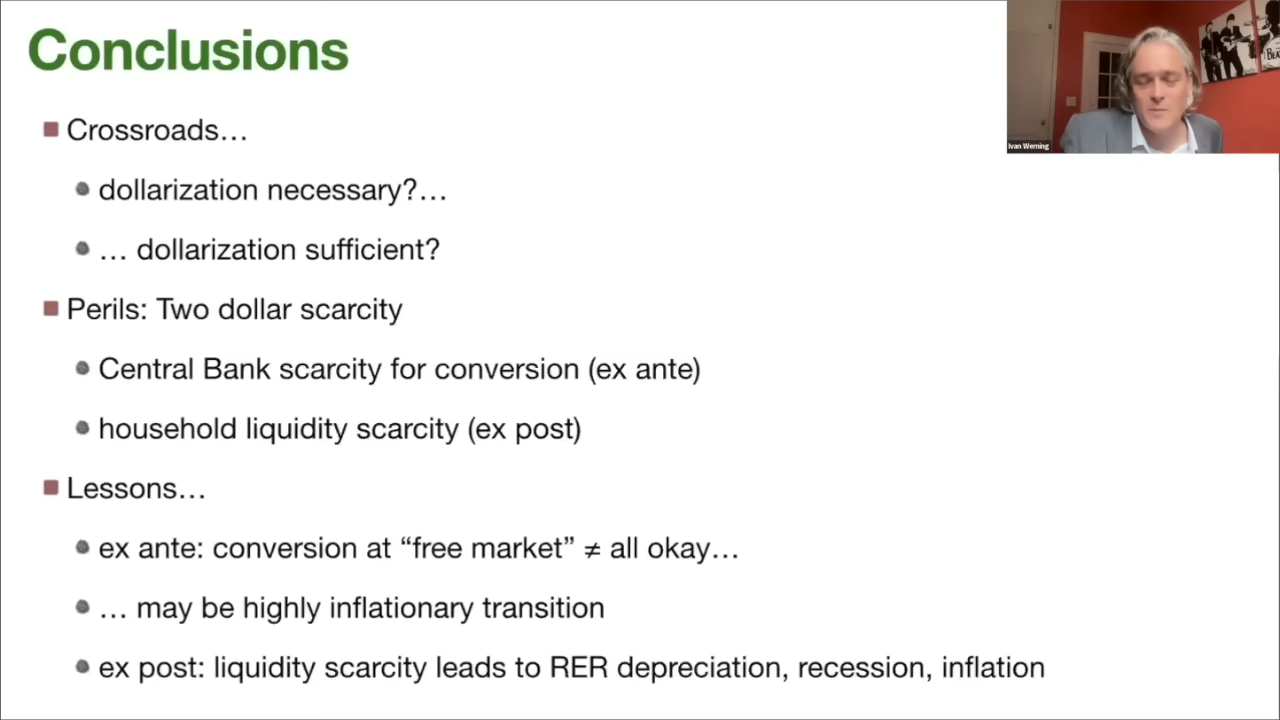 Conclusions
Crossroads…
dollarization necessary?…
… dollarization sufficient?
Perils: Two dollar scarcity
Central Bank scarcity for conversion (ex ante)
household liquidity scarcity (ex post)
Lessons…
ex ante: conversion at “free market” ≠ all okay…
… may be highly inflationary transition
ex post: liquidity scarcity leads to RER depreciation, recession, inflation
Ivan Werning